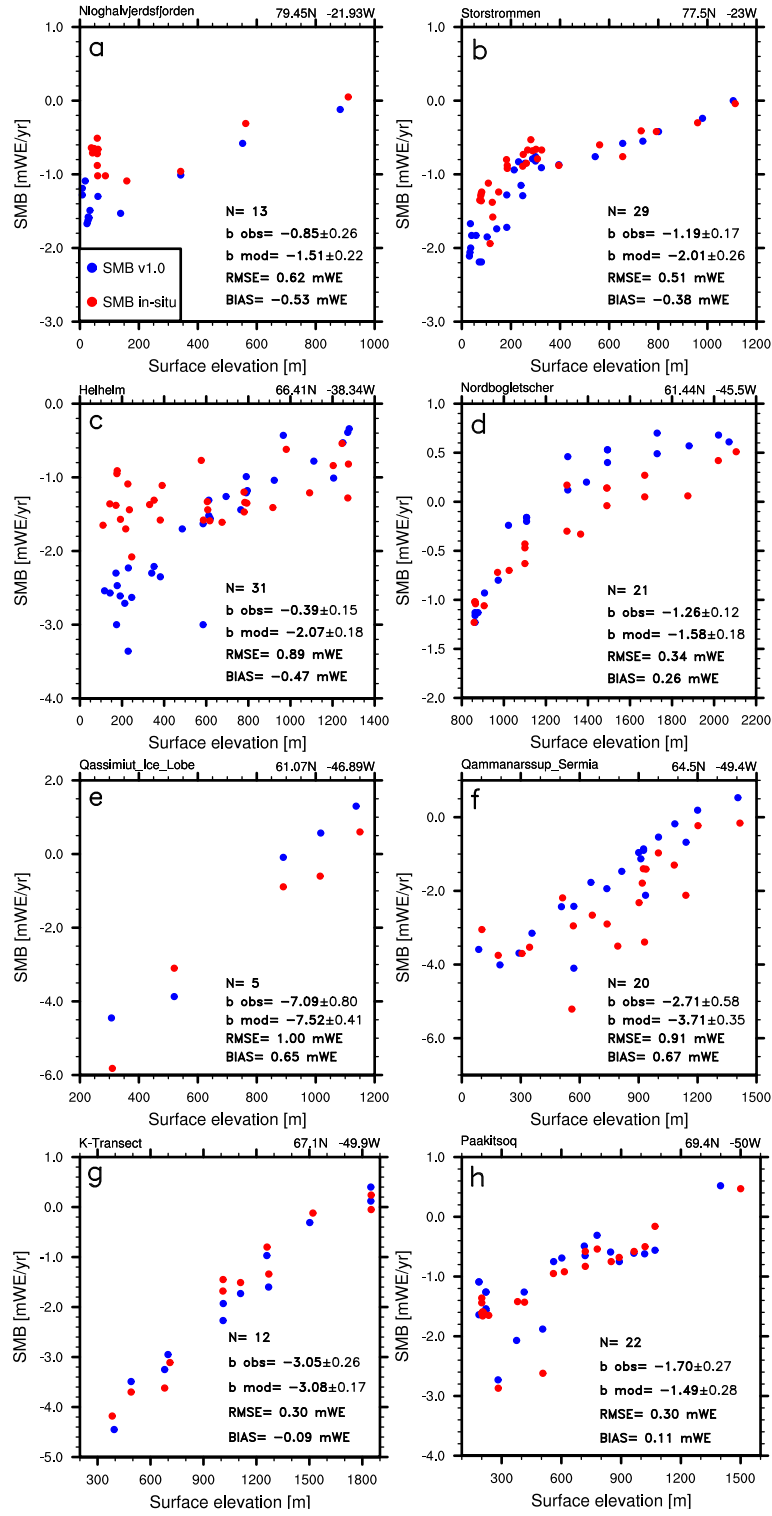 Nioghalvjerdsfjorden 79.45N -21.93W
a
SMB [mWE/yr]
1.0
0.0
-1.0
-2.0
-3.0
N= 13
b obs= -0.85±0.26
b mod= -1.51±0.22
RMSE= 0.62 mWE
BIAS= -0.53 mWE
SMB v1.0
SMB in-situ
0 200 400 600 800 1000
Surface elevation [m]
Storstrommen 77.5N -23W
b
SMB [mWE/yr]
1.0
0.0
-1.0
-2.0
-3.0
N= 29
b obs= -1.19±0.17
b mod= -2.01±0.26
RMSE= 0.51 mWE
BIAS= -0.38 mWE
0 200 400 600 800 1000 1200
Surface elevation [m]
Helheim 66.41N -38.34W
c
SMB [mWE/yr]
0.0
-1.0
-2.0
-3.0
-4.0
N= 31
b obs= -0.39±0.15
b mod= -2.07±0.18
RMSE= 0.89 mWE
BIAS= -0.47 mWE
0 200 400 600 800 1000 1200 1400
Surface elevation [m]
Nordbogletscher 61.44N -45.5W
d
SMB [mWE/yr]
1.0
0.5
0.0
-0.5
-1.0
-1.5
-2.0
N= 21
b obs= -1.26±0.12
b mod= -1.58±0.18
RMSE= 0.34 mWE
BIAS= 0.26 mWE
800 1000 1200 1400 1600 1800 2000 2200
Surface elevation [m]
Qassimiut_Ice_Lobe 61.07N -46.89W
e
SMB [mWE/yr]
2.0
0.0
-2.0
-4.0
-6.0
N= 5
b obs= -7.09±0.80
b mod= -7.52±0.41
RMSE= 1.00 mWE
BIAS= 0.65 mWE
200 400 600 800 1000 1200
Surface elevation [m]
Qammanarssup_Sermia 64.5N -49.4W
f
SMB [mWE/yr]
1.0
0.0
-2.0
-4.0
-6.0
N= 20
b obs= -2.71±0.58
b mod= -3.71±0.35
RMSE= 0.91 mWE
BIAS= 0.67 mWE
0 300 600 900 1200 1500
Surface elevation [m]
K-Transect 67.1N -49.9W
g
SMB [mWE/yr]
1.0
0.0
-1.0
-2.0
-3.0
-4.0
-5.0
N= 12
b obs= -3.05±0.26
b mod= -3.08±0.17
RMSE= 0.30 mWE
BIAS= -0.09 mWE
300 600 900 1200 1500 1800
Surface elevation [m]
Paakitsoq 69.4N -50W
h
SMB [mWE/yr]
1.0
0.0
-1.0
-2.0
-3.0
-4.0
N= 22
b obs= -1.70±0.27
b mod= -1.49±0.28
RMSE= 0.30 mWE
BIAS= 0.11 mWE
300 600 900 1200 1500
Surface elevation [m]